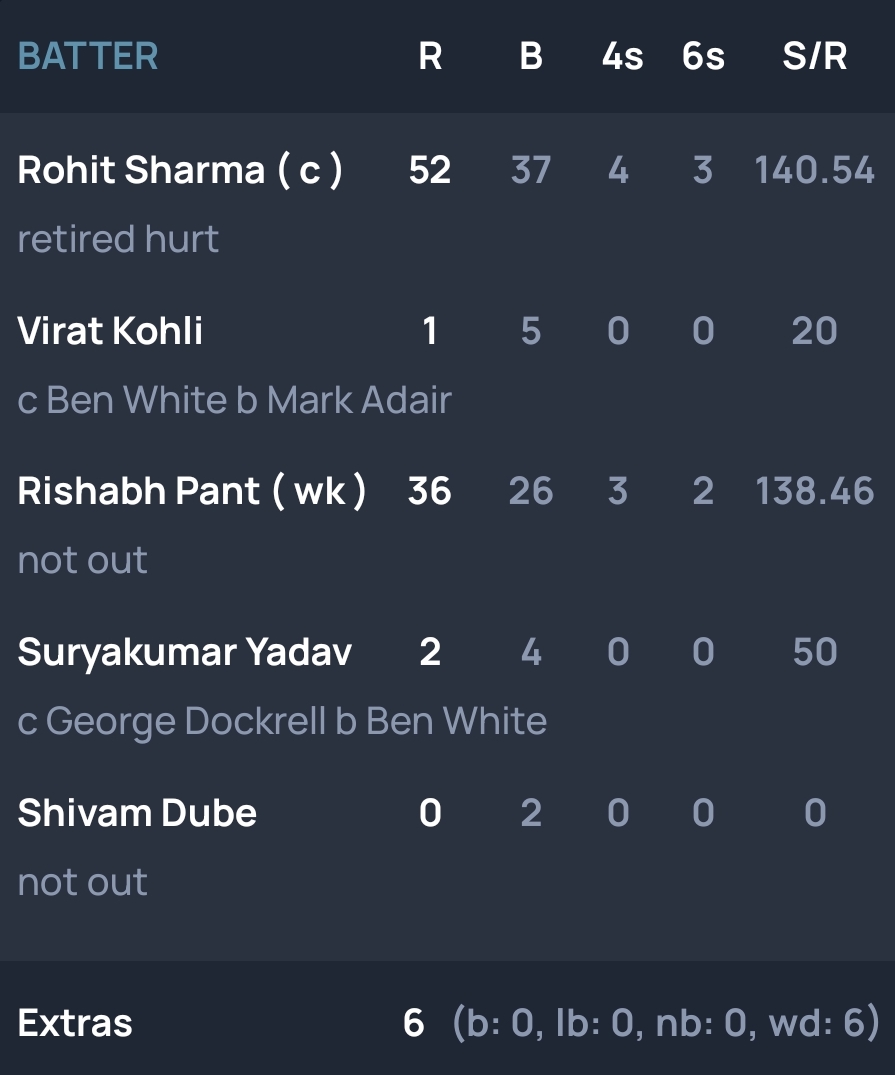 BATTER R B 4s 6s S/R
Rohit Sharma ( c ) 52 37 4 3 140.54
retired hurt
Virat Kohli 1 5 0 0 20
c Ben White b Mark Adair
Rishabh Pant ( wk ) 36 26 3 2 138.46
not out
Suryakumar Yadav 2 4 0 0 50
c George Dockrell b Ben White
Shivam Dube 0 2 0 0 0
not out
Extras 6 (b: 0, lb: 0, nb: 0, wd: 6)